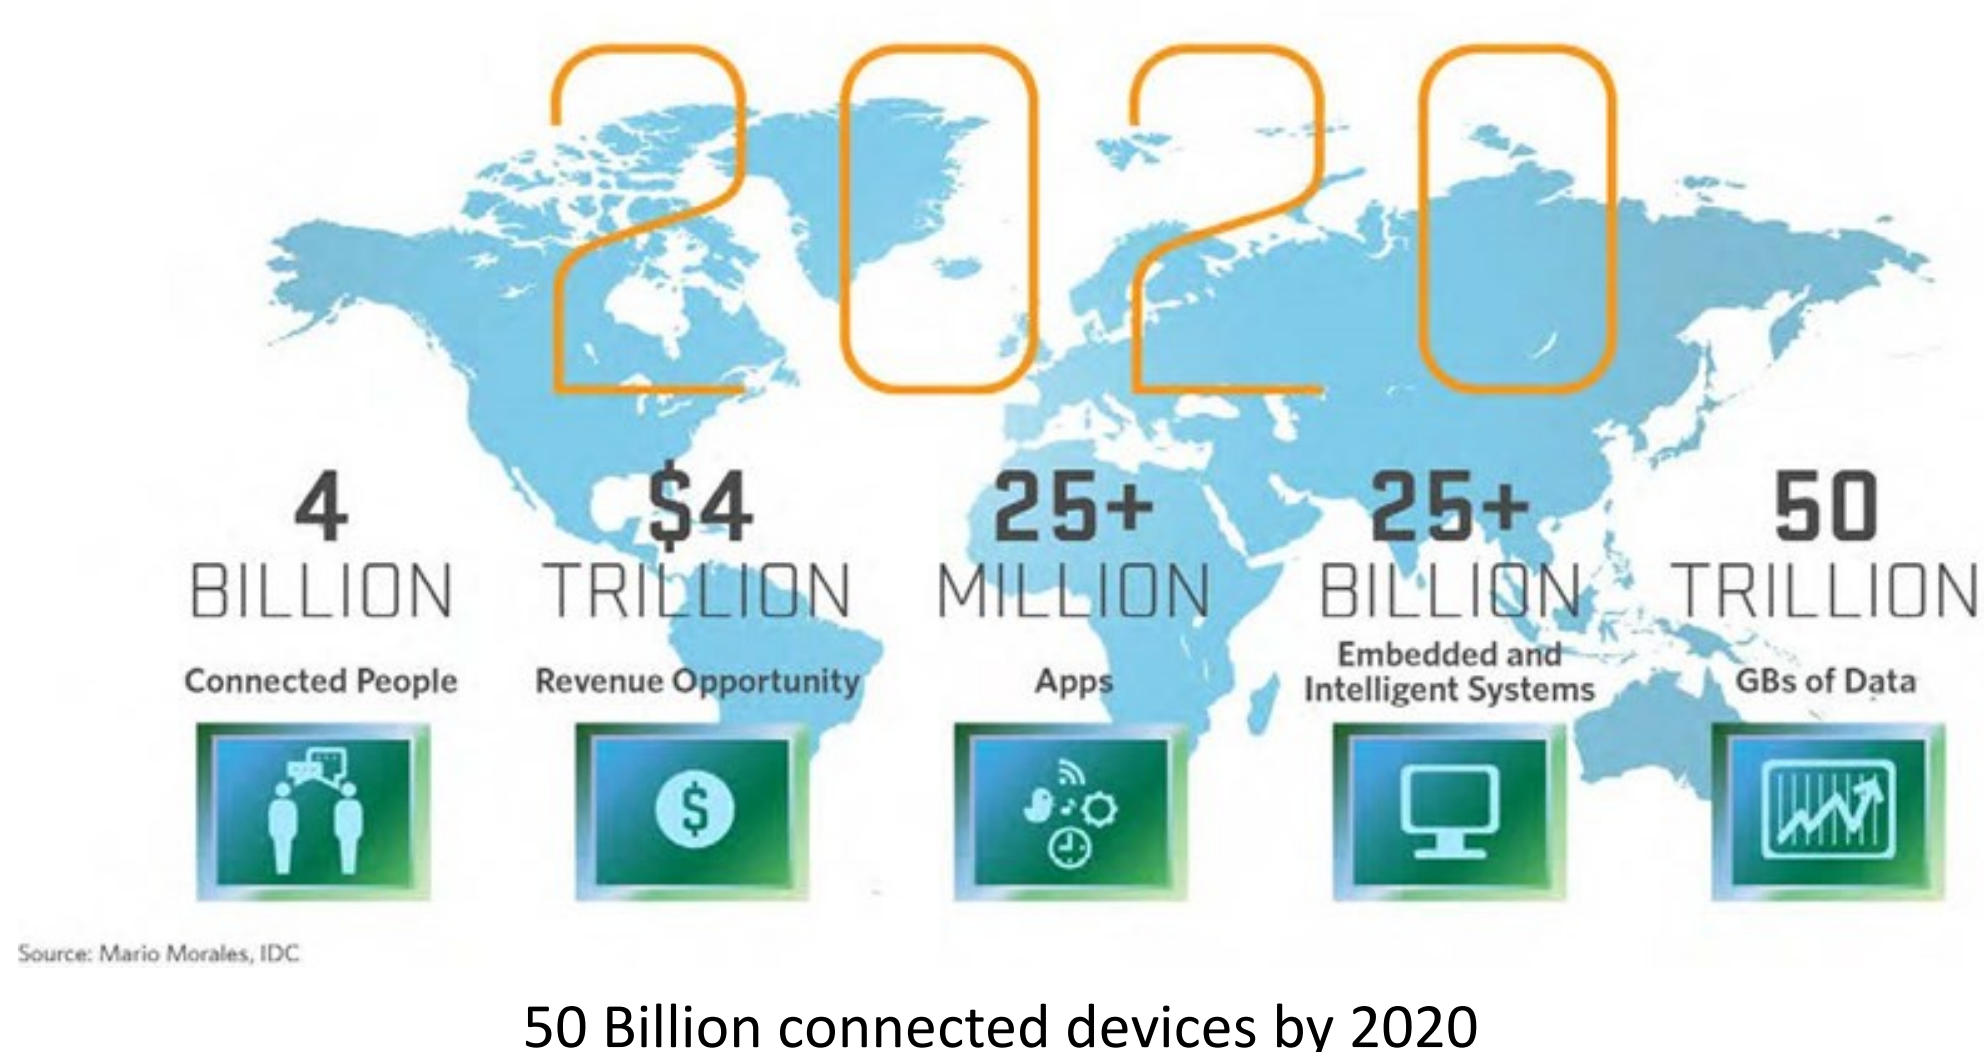 2020
4
BILLION
Connected People
$4
TRILLION
Revenue Opportunity
25+
MILLION
Apps
25+
BILLION
Embedded and
Intelligent Systems
50
TRILLION
GBs of Data
$
Source: Mario Morales, IDC
50 Billion connected devices by 2020